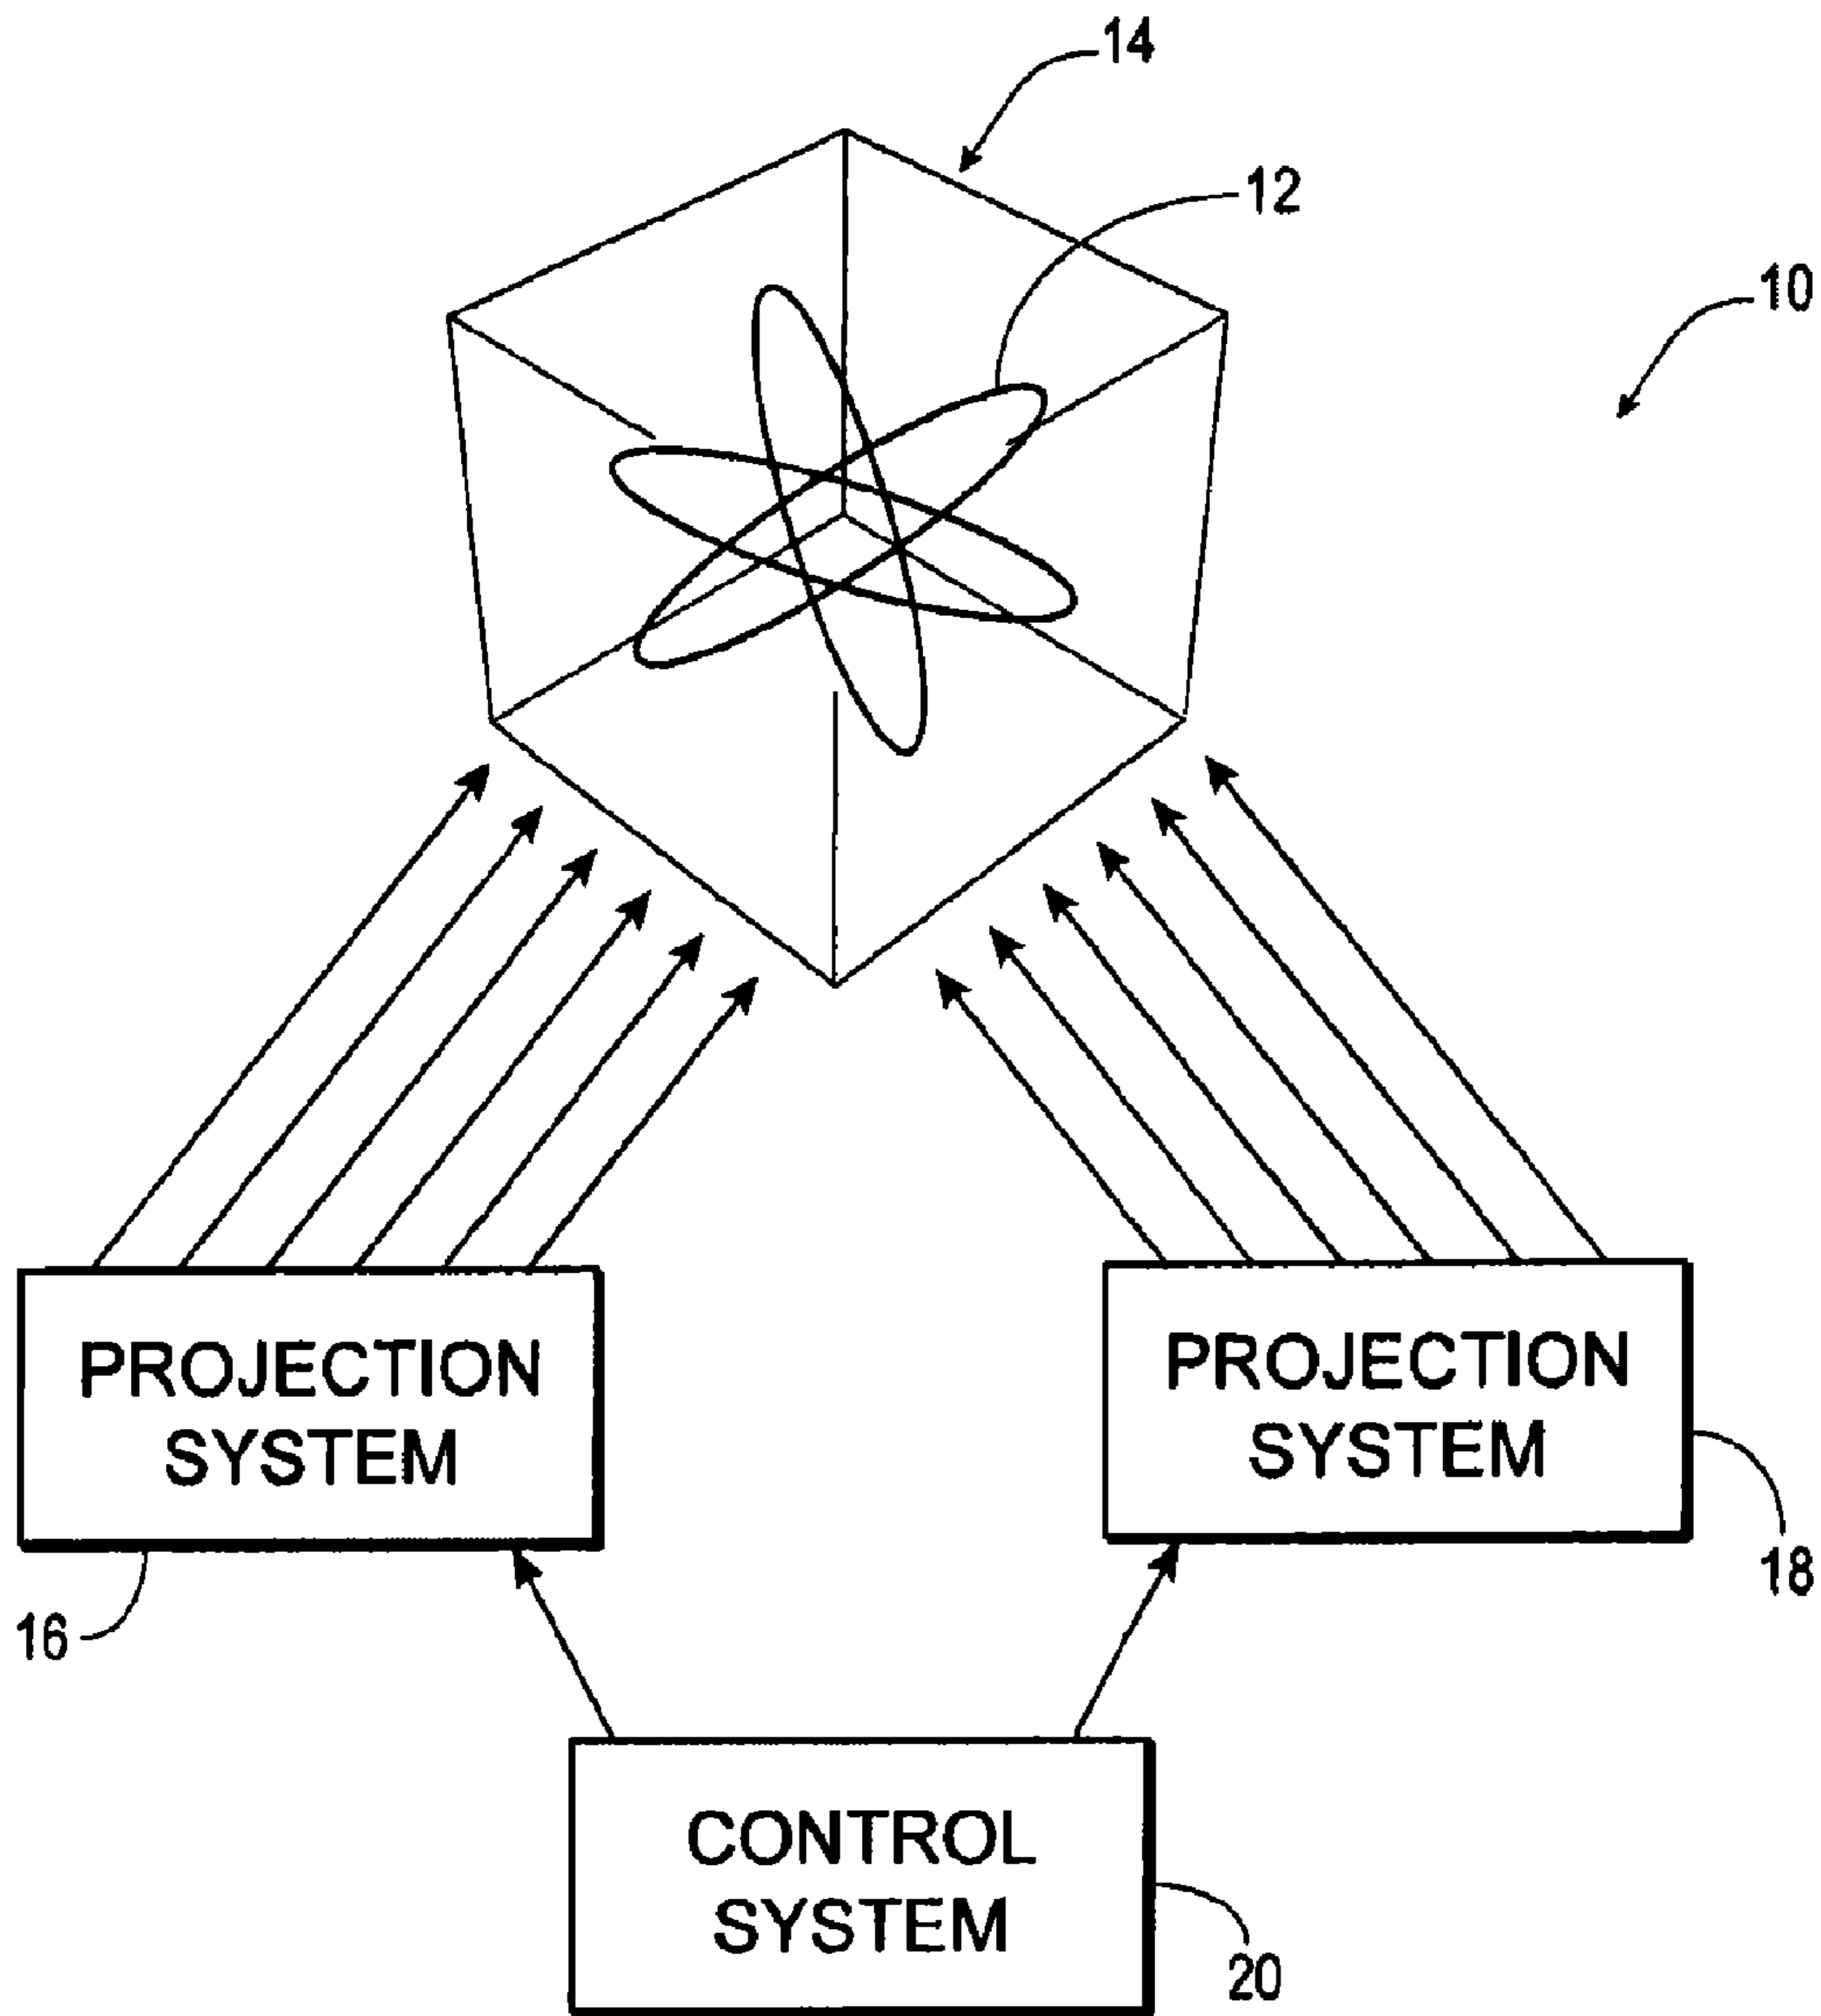 14
12
10
PROJECTION
SYSTEM
PROJECTION
SYSTEM
18
16
CONTROL
SYSTEM
20